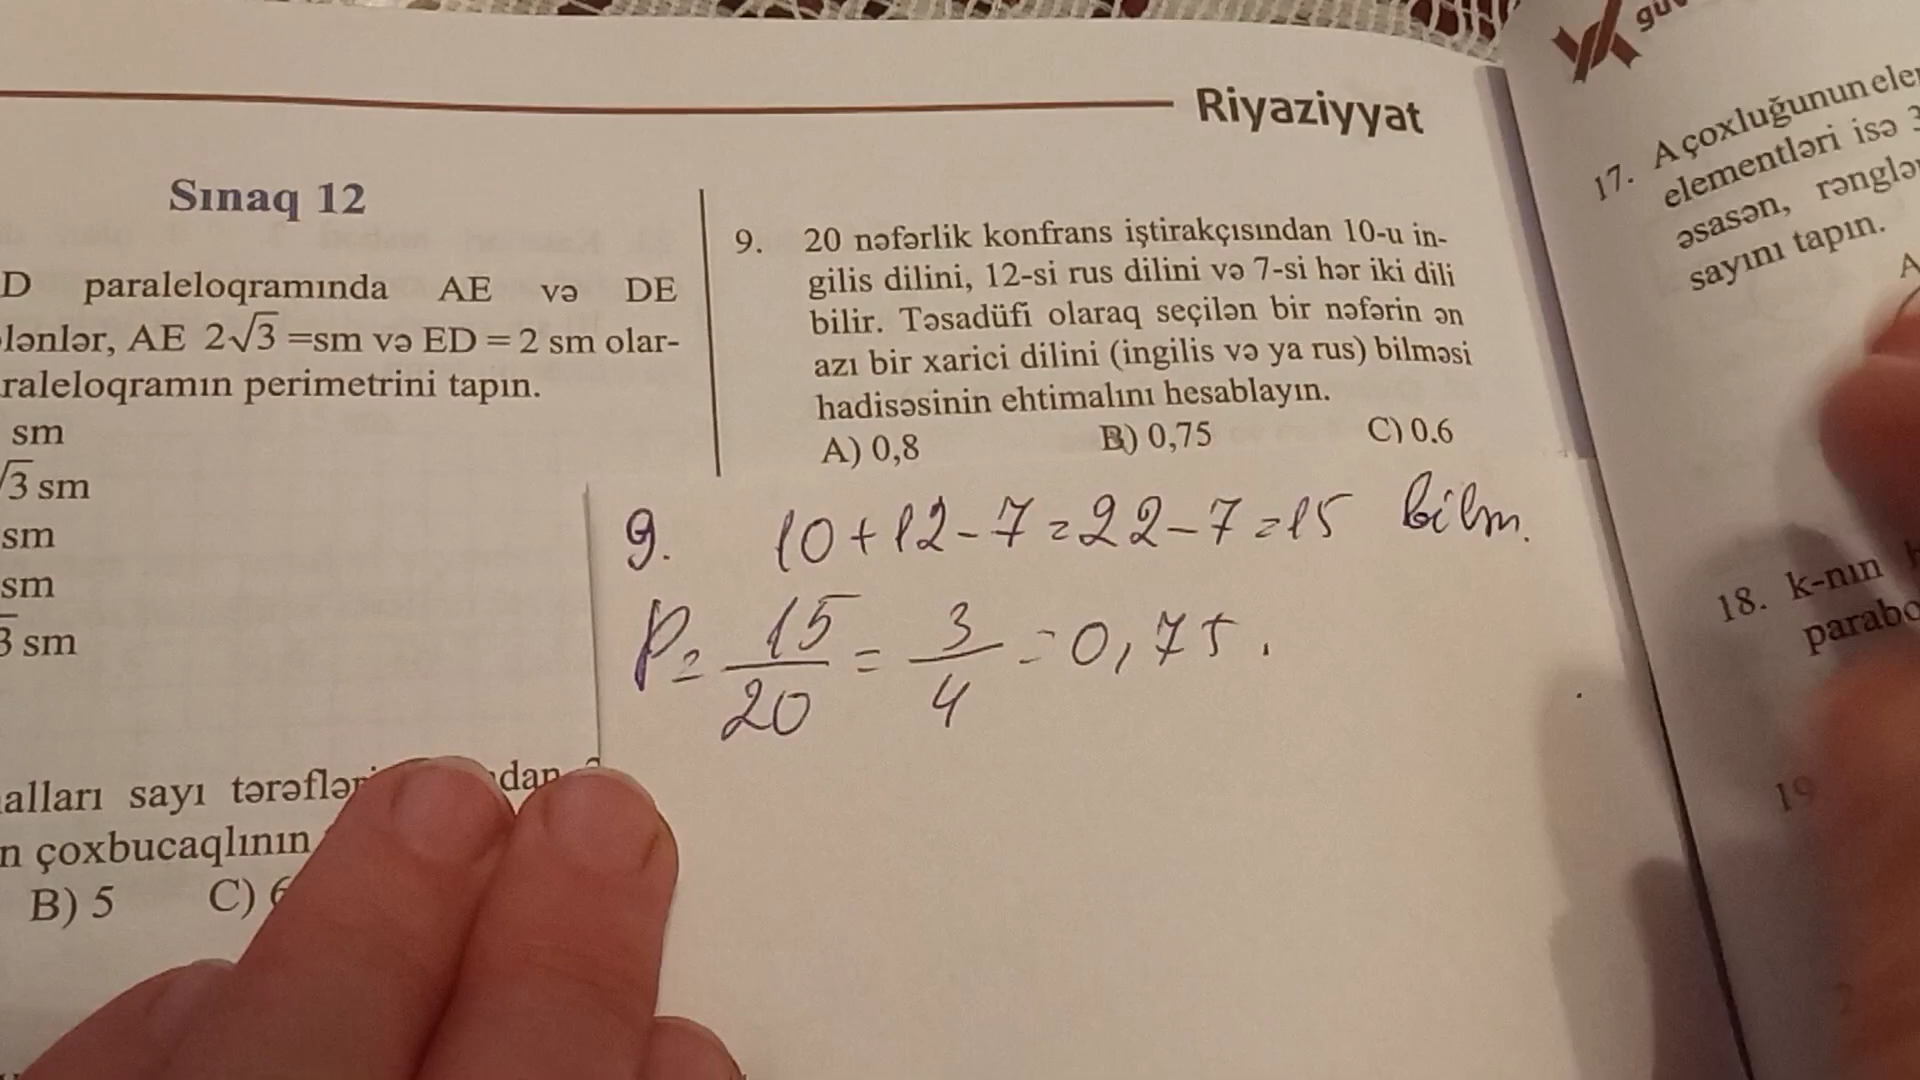 Riyaziyyat
Sınaq 12
D paraleloqramında AE və DE
lənlər, AE 2√3 =sm və ED = 2 sm olar-
raleloqramın perimetrini tapın.
sm
√3 sm
sm
sm
3 sm
alları sayı tərəflər
dan
n çoxbucaqlının
B) 5 C) 6
9. 20 nəfərlik konfrans iştirakçısından 10-u in-
gilis dilini, 12-si rus dilini və 7-si hər iki dili
bilir. Təsadüfi olaraq seçilən bir nəfərin ən
azı bir xarici dilini (ingilis və ya rus) bilməsi
hadisəsinin ehtimalını hesablayın.
A) 0,8 B) 0,75 C) 0.6
9. 10+12-7=22-7=15 bilm.
P= 15/20 = 3/4 = 0,75.
17. A çoxluğunun
elementləri isə 3
əsasən,
sayını tapın.
A
18. k-nın
19